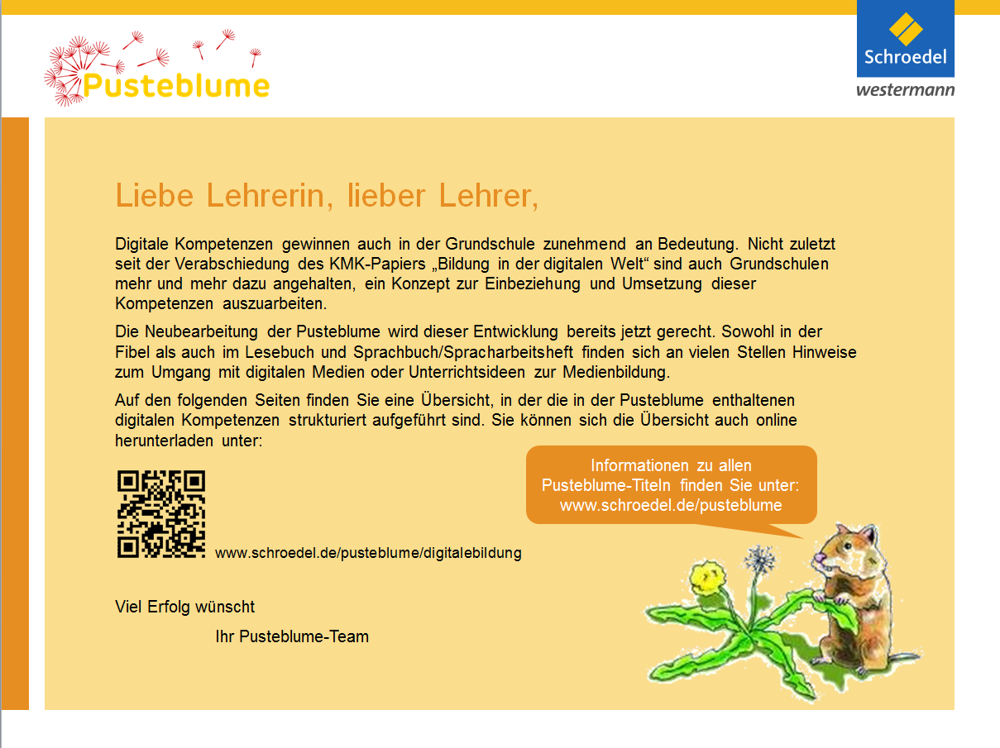 Pusteblume
Schroedel
westermann
Liebe Lehrerin, lieber Lehrer,
Digitale Kompetenzen gewinnen auch in der Grundschule zunehmend an Bedeutung. Nicht zuletzt
seit der Verabschiedung des KMK-Papiers „Bildung in der digitalen Welt“ sind auch Grundschulen
mehr und mehr dazu angehalten, ein Konzept zur Einbeziehung und Umsetzung dieser
Kompetenzen auszuarbeiten.
Die Neubearbeitung der Pusteblume wird dieser Entwicklung bereits jetzt gerecht. Sowohl in der
Fibel als auch im Lesebuch und Sprachbuch/Spracharbeitsheft finden sich an vielen Stellen Hinweise
zum Umgang mit digitalen Medien oder Unterrichtsideen zur Medienbildung.
Auf den folgenden Seiten finden Sie eine Übersicht, in der die in der Pusteblume enthaltenen
digitalen Kompetenzen strukturiert aufgeführt sind. Sie können sich die Übersicht auch online
herunterladen unter:
Informationen zu allen
Pusteblume-Titeln finden Sie unter:
www.schroedel.de/pusteblume
www.schroedel.de/pusteblume/digitalebildung
Viel Erfolg wünscht
Ihr Pusteblume-Team